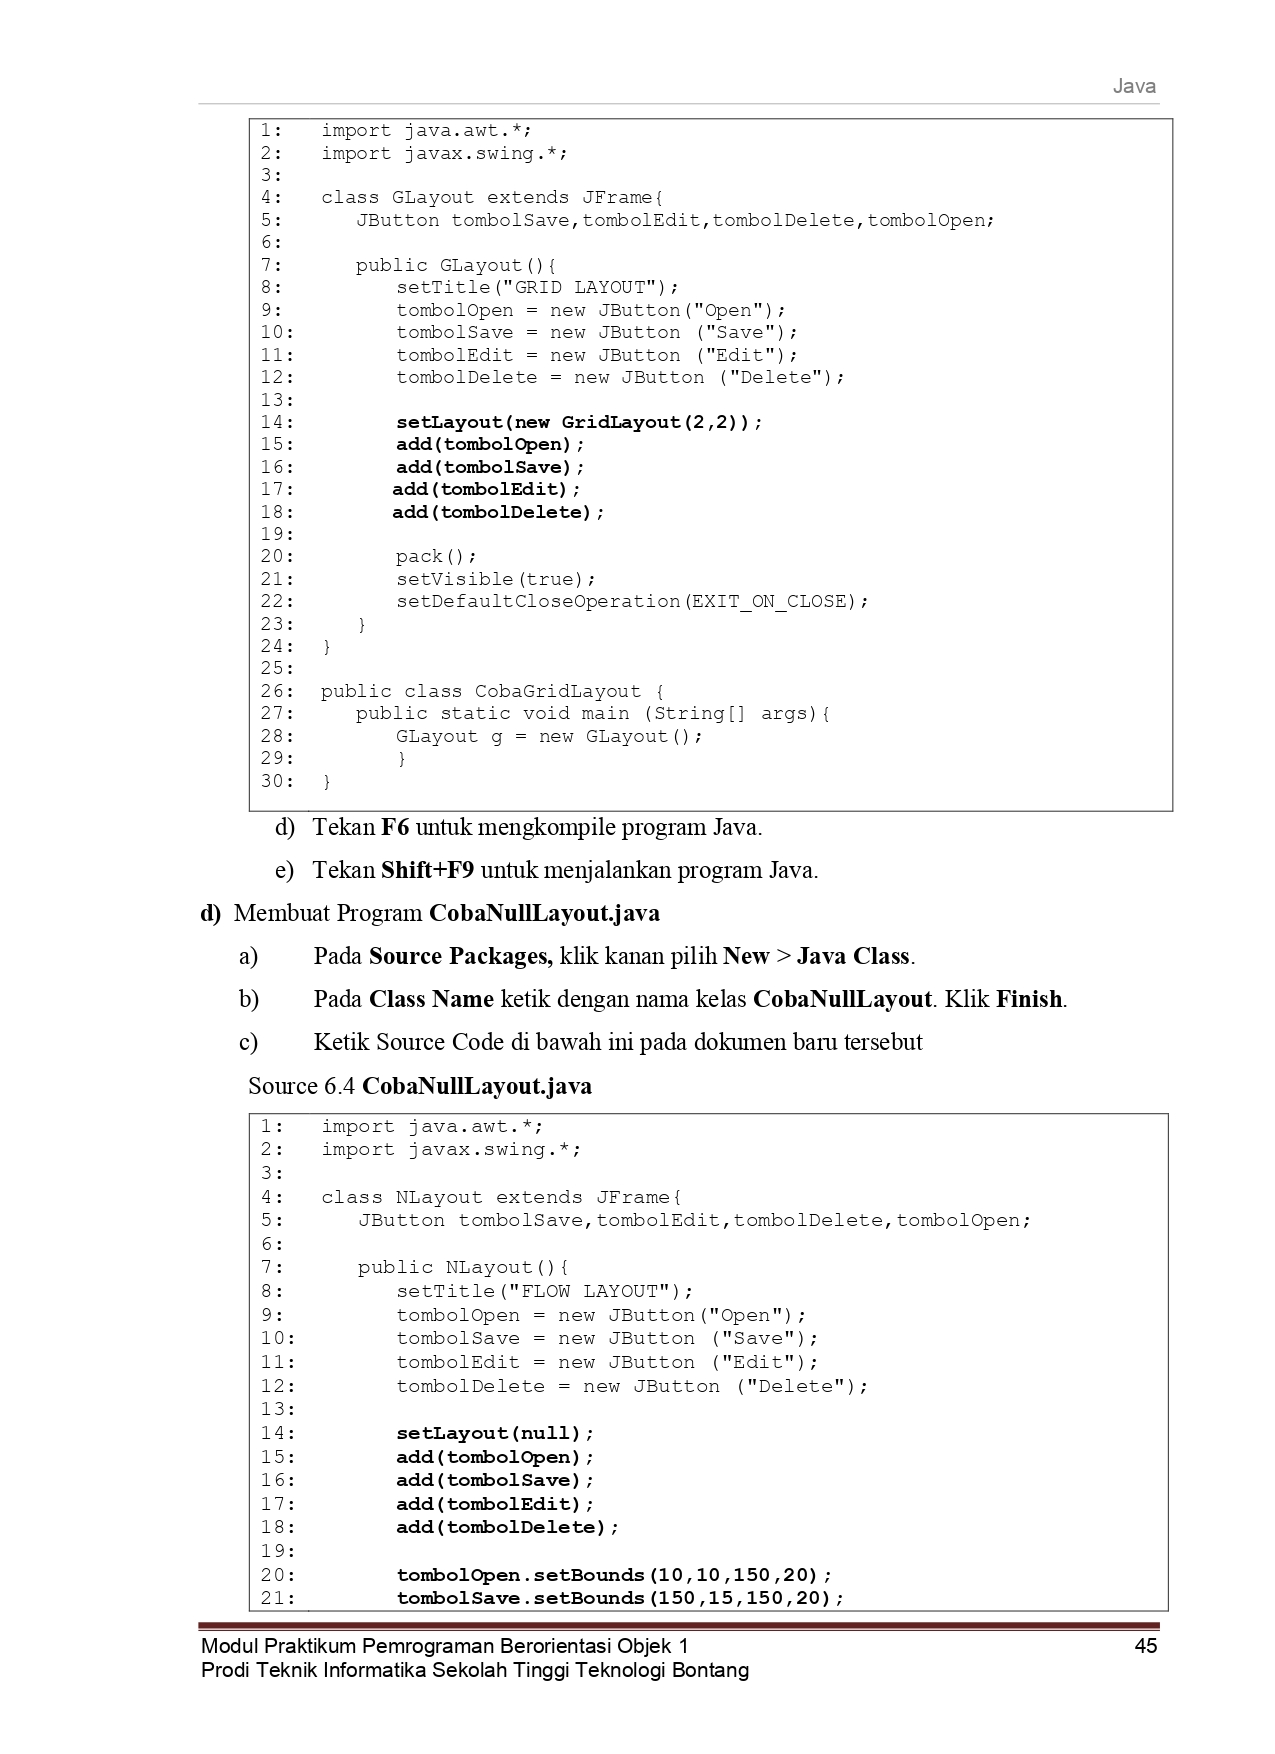 Java
1: import java.awt.*;
2: import javax.swing.*;
3:
4: class GLayout extends JFrame{
5: JButton tombolSave,tombolEdit,tombolDelete,tombolOpen;
6:
7: public GLayout(){
8: setTitle("GRID LAYOUT");
9: tombolOpen = new JButton("Open");
10: tombolSave = new JButton ("Save");
11: tombolEdit = new JButton ("Edit");
12: tombolDelete = new JButton ("Delete");
13:
14: setLayout(new GridLayout(2,2));
15: add(tombolOpen);
16: add(tombolSave);
17: add(tombolEdit);
18: add(tombolDelete);
19:
20: pack();
21: setVisible(true);
22: setDefaultCloseOperation(EXIT_ON_CLOSE);
23: }
24: }
25:
26: public class CobaGridLayout {
27: public static void main (String[] args){
28: GLayout g = new GLayout();
29: }
30: }
d) Tekan F6 untuk mengkompile program Java.
e) Tekan Shift+F9 untuk menjalankan program Java.
d) Membuat Program CobaNullLayout.java
a) Pada Source Packages, klik kanan pilih New > Java Class.
b) Pada Class Name ketik dengan nama kelas CobaNullLayout. Klik Finish.
c) Ketik Source Code di bawah ini pada dokumen baru tersebut
Source 6.4 CobaNullLayout.java
1: import java.awt.*;
2: import javax.swing.*;
3:
4: class NLayout extends JFrame{
5: JButton tombolSave,tombolEdit,tombolDelete,tombolOpen;
6:
7: public NLayout(){
8: setTitle("FLOW LAYOUT");
9: tombolOpen = new JButton("Open");
10: tombolSave = new JButton ("Save");
11: tombolEdit = new JButton ("Edit");
12: tombolDelete = new JButton ("Delete");
13:
14: setLayout(null);
15: add(tombolOpen);
16: add(tombolSave);
17: add(tombolEdit);
18: add(tombolDelete);
19:
20: tombolOpen.setBounds(10,10,150,20);
21: tombolSave.setBounds(150,15,150,20);
Modul Praktikum Pemrograman Berorientasi Objek 1 45
Prodi Teknik Informatika Sekolah Tinggi Teknologi Bontang